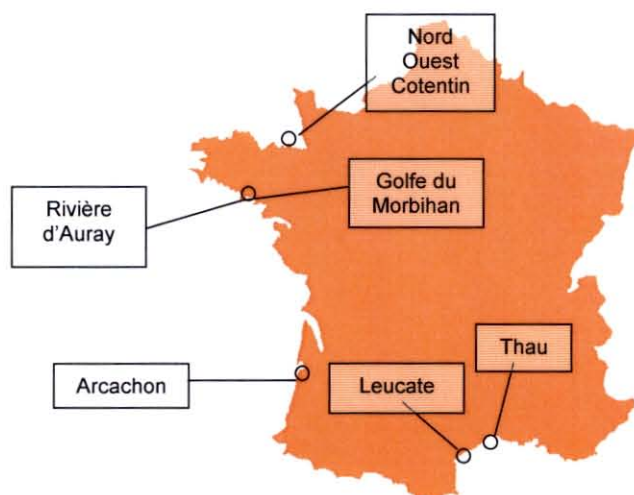 Nord
Ouest
Cotentin
Golfe du
Morbihan
Rivière
d'Auray
Thau
Arcachon
Leucate